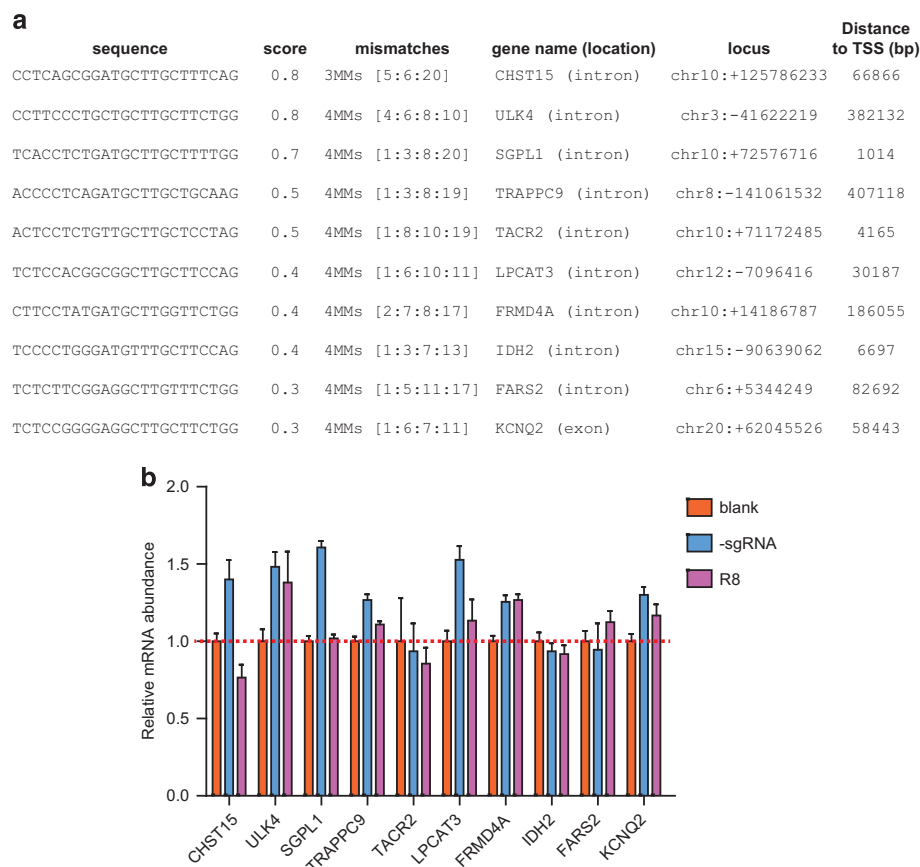 a
sequence score mismatches gene name (location) locus Distance to TSS (bp)
CCTCAGCGGATGCTTGCTTTCAG 0.8 3MMs [5:6:20] CHST15 (intron) chr10:+125786233 66866
CCTTCCCTGCTGCTTGCTTCTGG 0.8 4MMs [4:6:8:10] ULK4 (intron) chr3:-41622219 382132
TCACCTCTGATGCTTGCTTTTGG 0.7 4MMs [1:3:8:20] SGPL1 (intron) chr10:+72576716 1014
ACCCCTCAGATGCTTGCTGCAAG 0.5 4MMs [1:3:8:19] TRAPPC9 (intron) chr8:-141061532 407118
ACTCCTCTGTTGCTTGCTCCTAG 0.5 4MMs [1:8:10:19] TACR2 (intron) chr10:+71172485 4165
TCTCCACGGCGGCTTGCTTCCAG 0.4 4MMs [1:6:10:11] LPCAT3 (intron) chr12:-7096416 30187
CTTCCTATGATGCTTGGTTCTGG 0.4 4MMs [2:7:8:17] FRMD4A (intron) chr10:+14186787 186055
TCCCCTGGGATGTTTGCTTCCAG 0.4 4MMs [1:3:7:13] IDH2 (intron) chr15:-90639062 6697
TCTCTTCGGAGGCTTGTTTCTGG 0.3 4MMs [1:5:11:17] FARS2 (intron) chr6:+5344249 82692
TCTCCGGGGAGGCTTGCTTCTGG 0.3 4MMs [1:6:7:11] KCNQ2 (exon) chr20:+62045526 58443
b
Relative mRNA abundance
2.0
1.5
1.0
0.5
0.0
blank
-sgRNA
R8
CHST15
ULK4
SGPL1
TRAPPC9
TACR2
LPCAT3
FRMD4A
IDH2
FARS2
KCNQ2